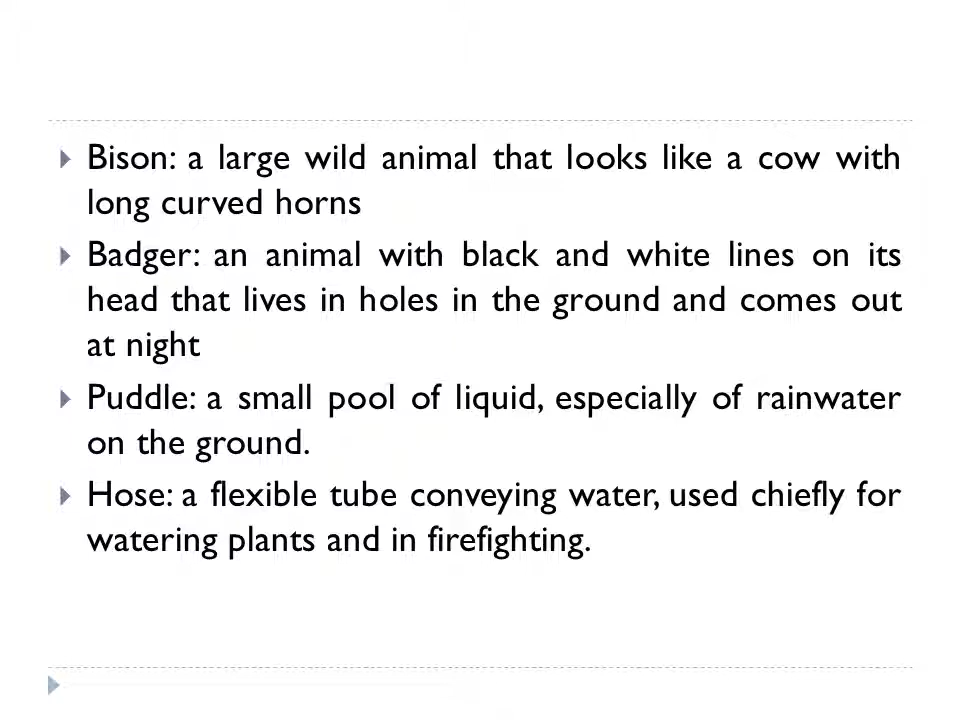 Bison: a large wild animal that looks like a cow with
long curved horns
Badger: an animal with black and white lines on its
head that lives in holes in the ground and comes out
at night
Puddle: a small pool of liquid, especially of rainwater
on the ground.
Hose: a flexible tube conveying water, used chiefly for
watering plants and in firefighting.